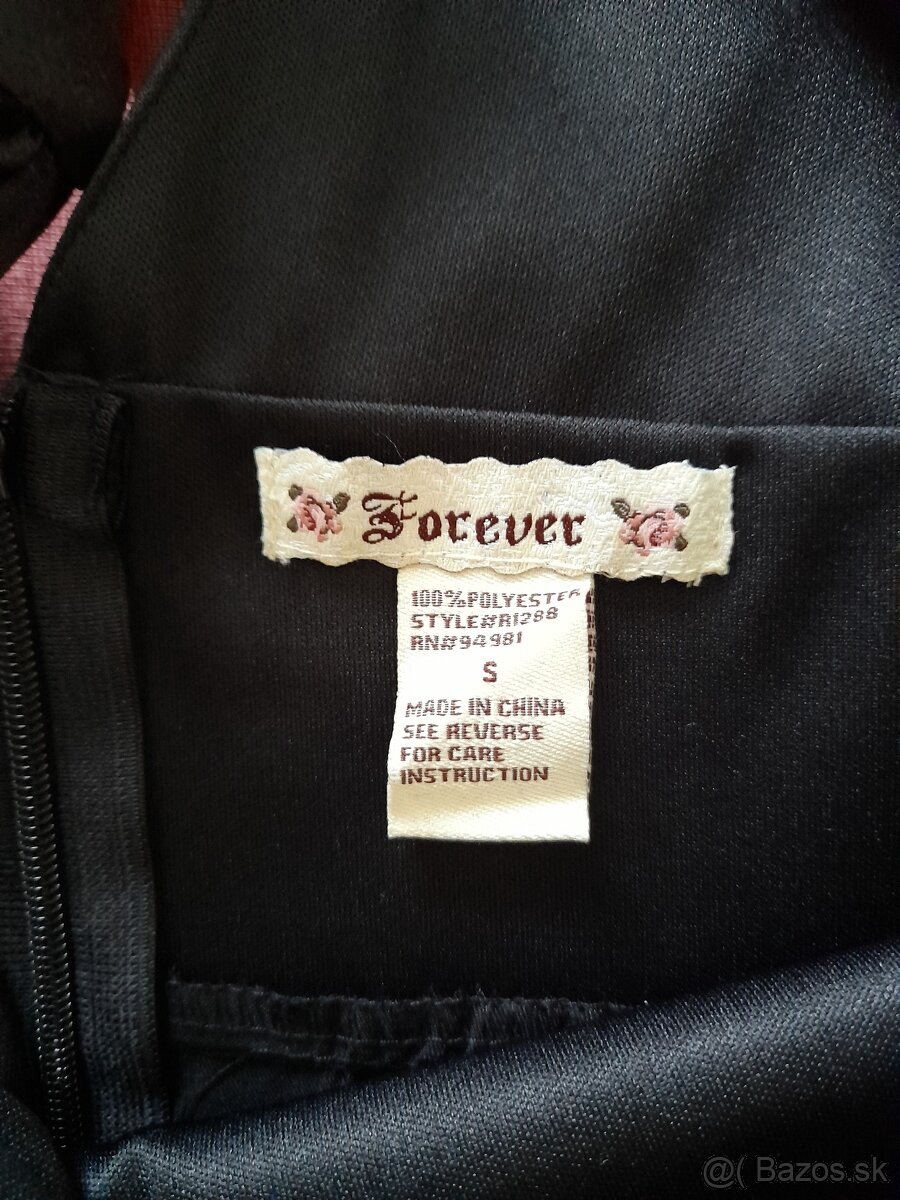 Forever
100%POLYESTER
STYLE#R1288
RN#94981
S
MADE IN CHINA
SEE REVERSE
FOR CARE
INSTRUCTION
@( Bazos.sk